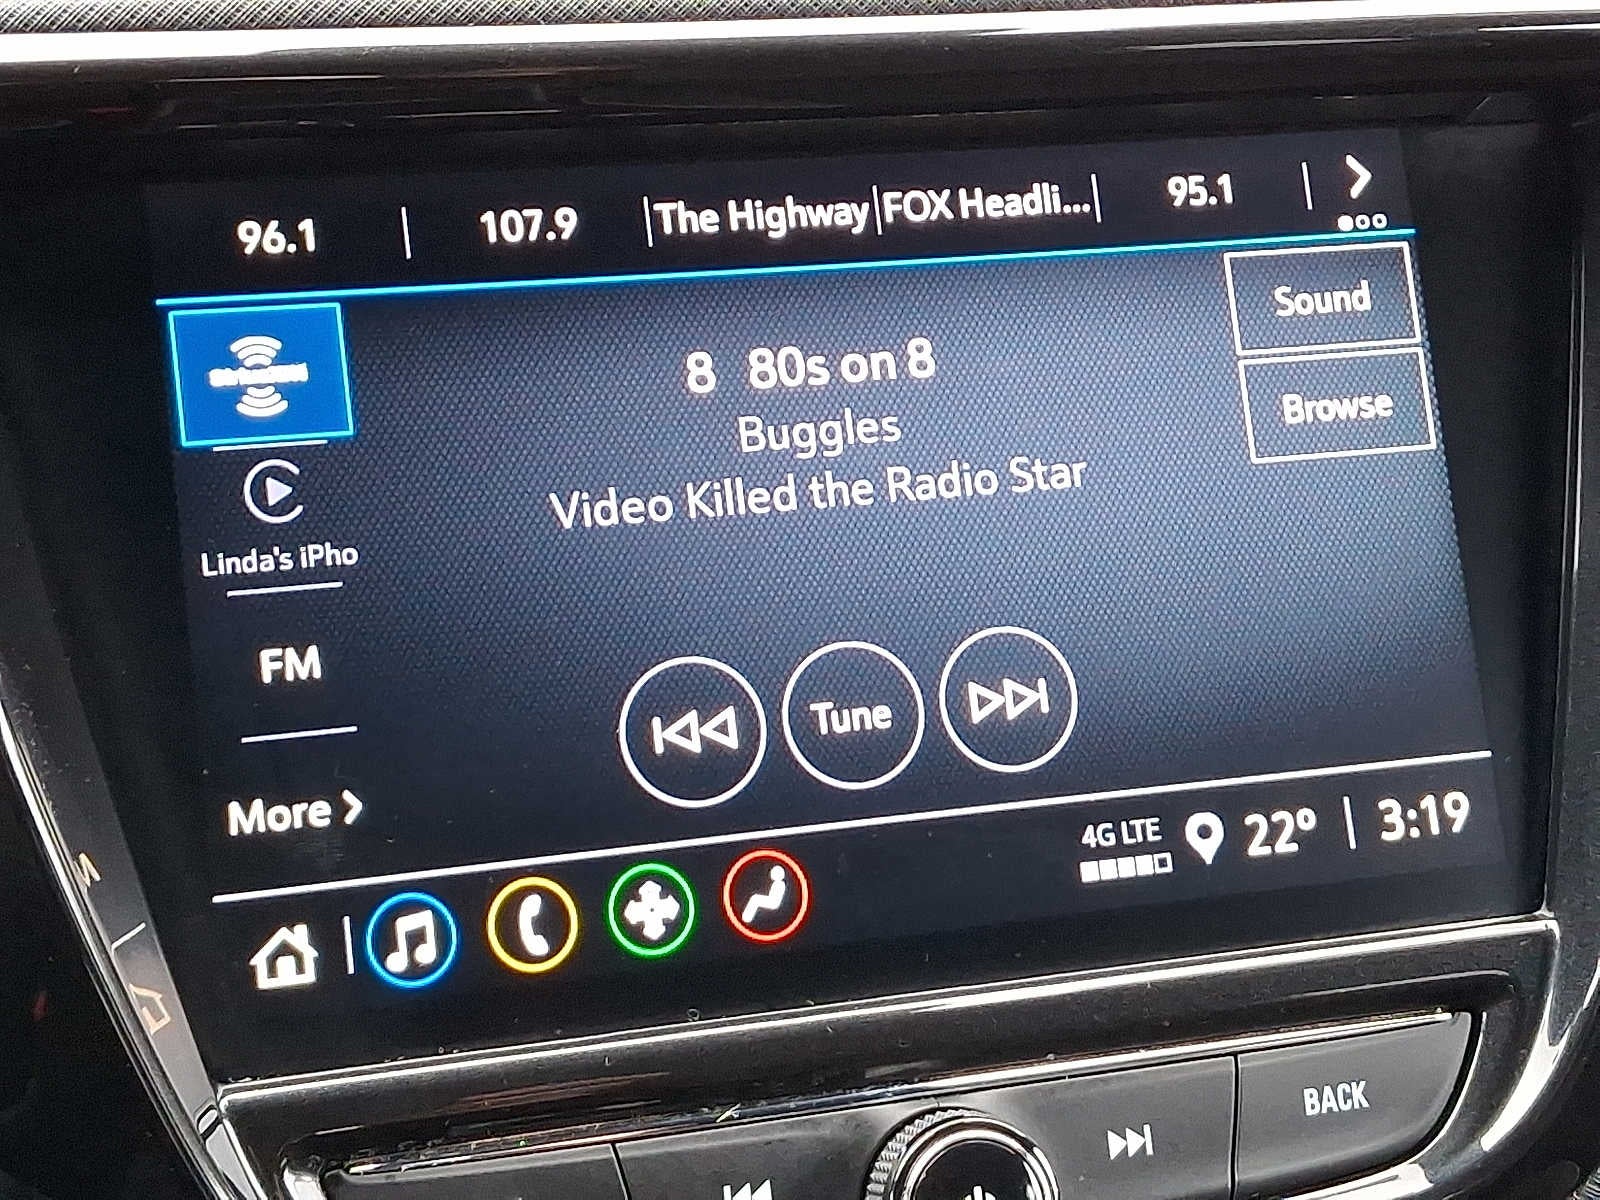 96.1 | 107.9 | The Highway | FOX Headli... | 95.1 |
Sound
8 80s on 8
Browse
Buggles
Video Killed the Radio Star
Linda's iPho
FM
Tune
More
4G LTE 22° | 3:19
BACK